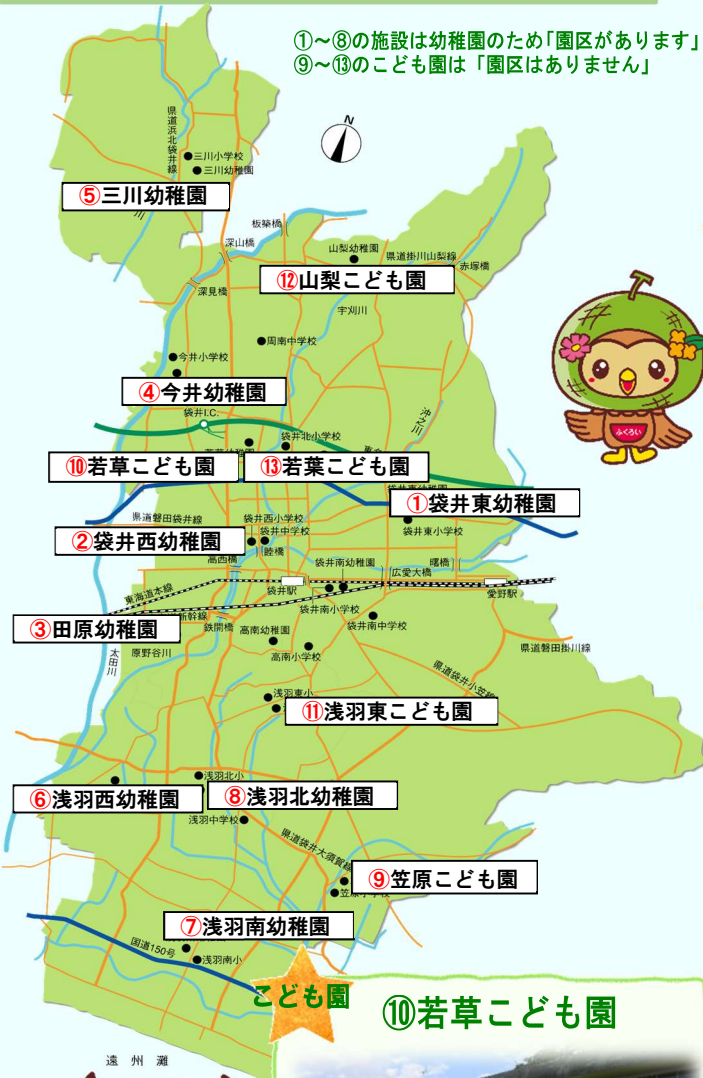 ①~⑧の施設は幼稚園のため「園区があります」
⑨~⑬のこども園は「園区はありません」
N
県道浜北袋井線
三川小学校
三川幼稚園
⑤三川幼稚園
川
板築橋
深山橋
山梨幼稚園
県道掛川山梨線
赤塚橋
⑫山梨こども園
深見橋
宇刈川
周南中学校
今井小学校
④今井幼稚園
袋井I.C.
沖之川
袋井北小学校
⑩若草こども園
⑬若葉こども園
①袋井東幼稚園
県道磐田袋井線
袋井西小学校
袋井中学校
袋井東小学校
②袋井西幼稚園
睦橋
高西橋
袋井南幼稚園
広愛大橋
曙橋
東海道本線
袋井駅
愛野駅
袋井南小学校
新幹線
③田原幼稚園
鉄開橋
高南幼稚園
袋井南中学校
太田川
原野谷川
高南小学校
県道磐田掛川線
県道袋井小笠線
浅羽東小
⑪浅羽東こども園
浅羽北小
⑥浅羽西幼稚園
⑧浅羽北幼稚園
浅羽中学校
県道袋井大須賀線
⑨笠原こども園
⑦浅羽南幼稚園
国道150号
浅羽南小
こども園
⑩若草こども園
遠州灘
ふくろい